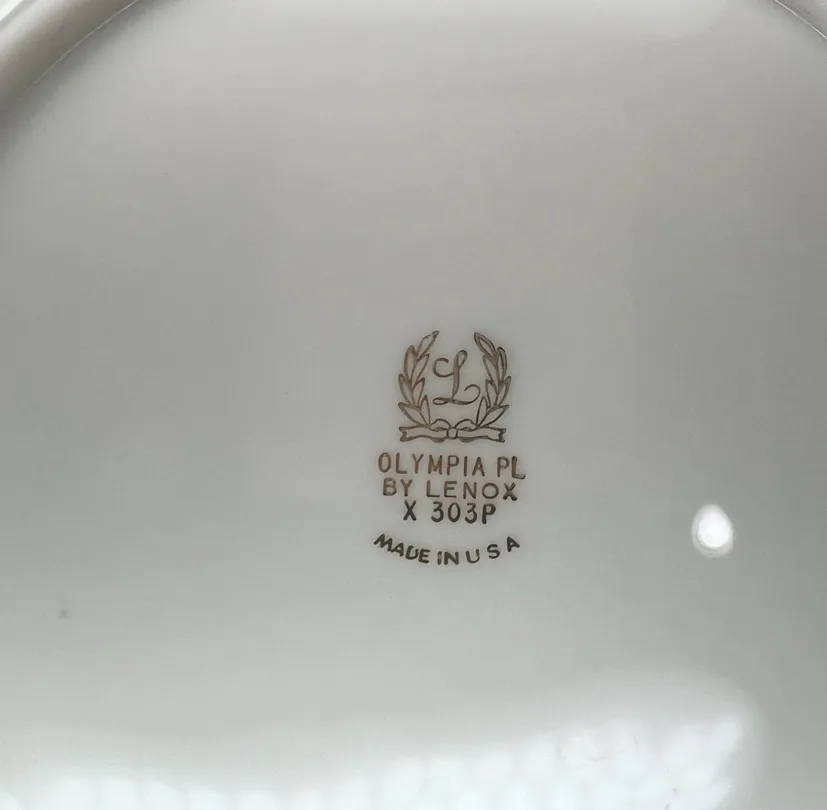 L
OLYMPIA PL
BY LENOX
X 303P
MADE IN USA